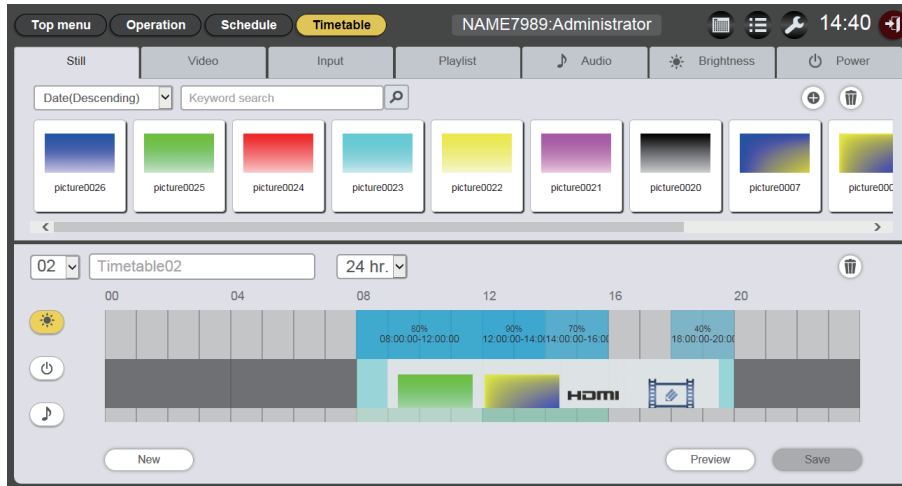 Top menu Operation Schedule Timetable NAME7989:Administrator 14:40
Still Video Input Playlist Audio Brightness Power
Date(Descending) Keyword search
picture0026 picture0025 picture0024 picture0023 picture0022 picture0021 picture0020 picture0007 picture000
02 Timetable02 24 hr.
00 04 08 12 16 20
80% 90% 70% 40%
08:00:00-12:00:00 12:00:00-14:0 14:00:00-16:0 18:00:00-20:0
HDMI
New Preview Save